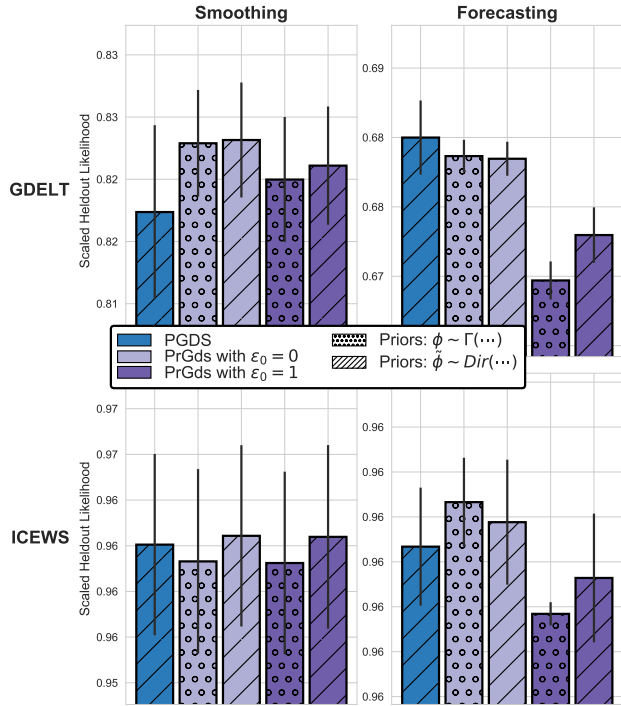 Smoothing
Forecasting
GDELT
Scaled Heldout Likelihood
0.83
0.83
0.82
0.82
0.81
0.69
0.68
0.68
0.67
PGDS
PrGds with ε₀ = 0
PrGds with ε₀ = 1
Priors: ϕ ~ Γ(⋯)
Priors: ϕ̃ ~ Dir(⋯)
ICEWS
Scaled Heldout Likelihood
0.97
0.97
0.96
0.96
0.96
0.96
0.95
0.96
0.96
0.96
0.96
0.96
0.96
0.96